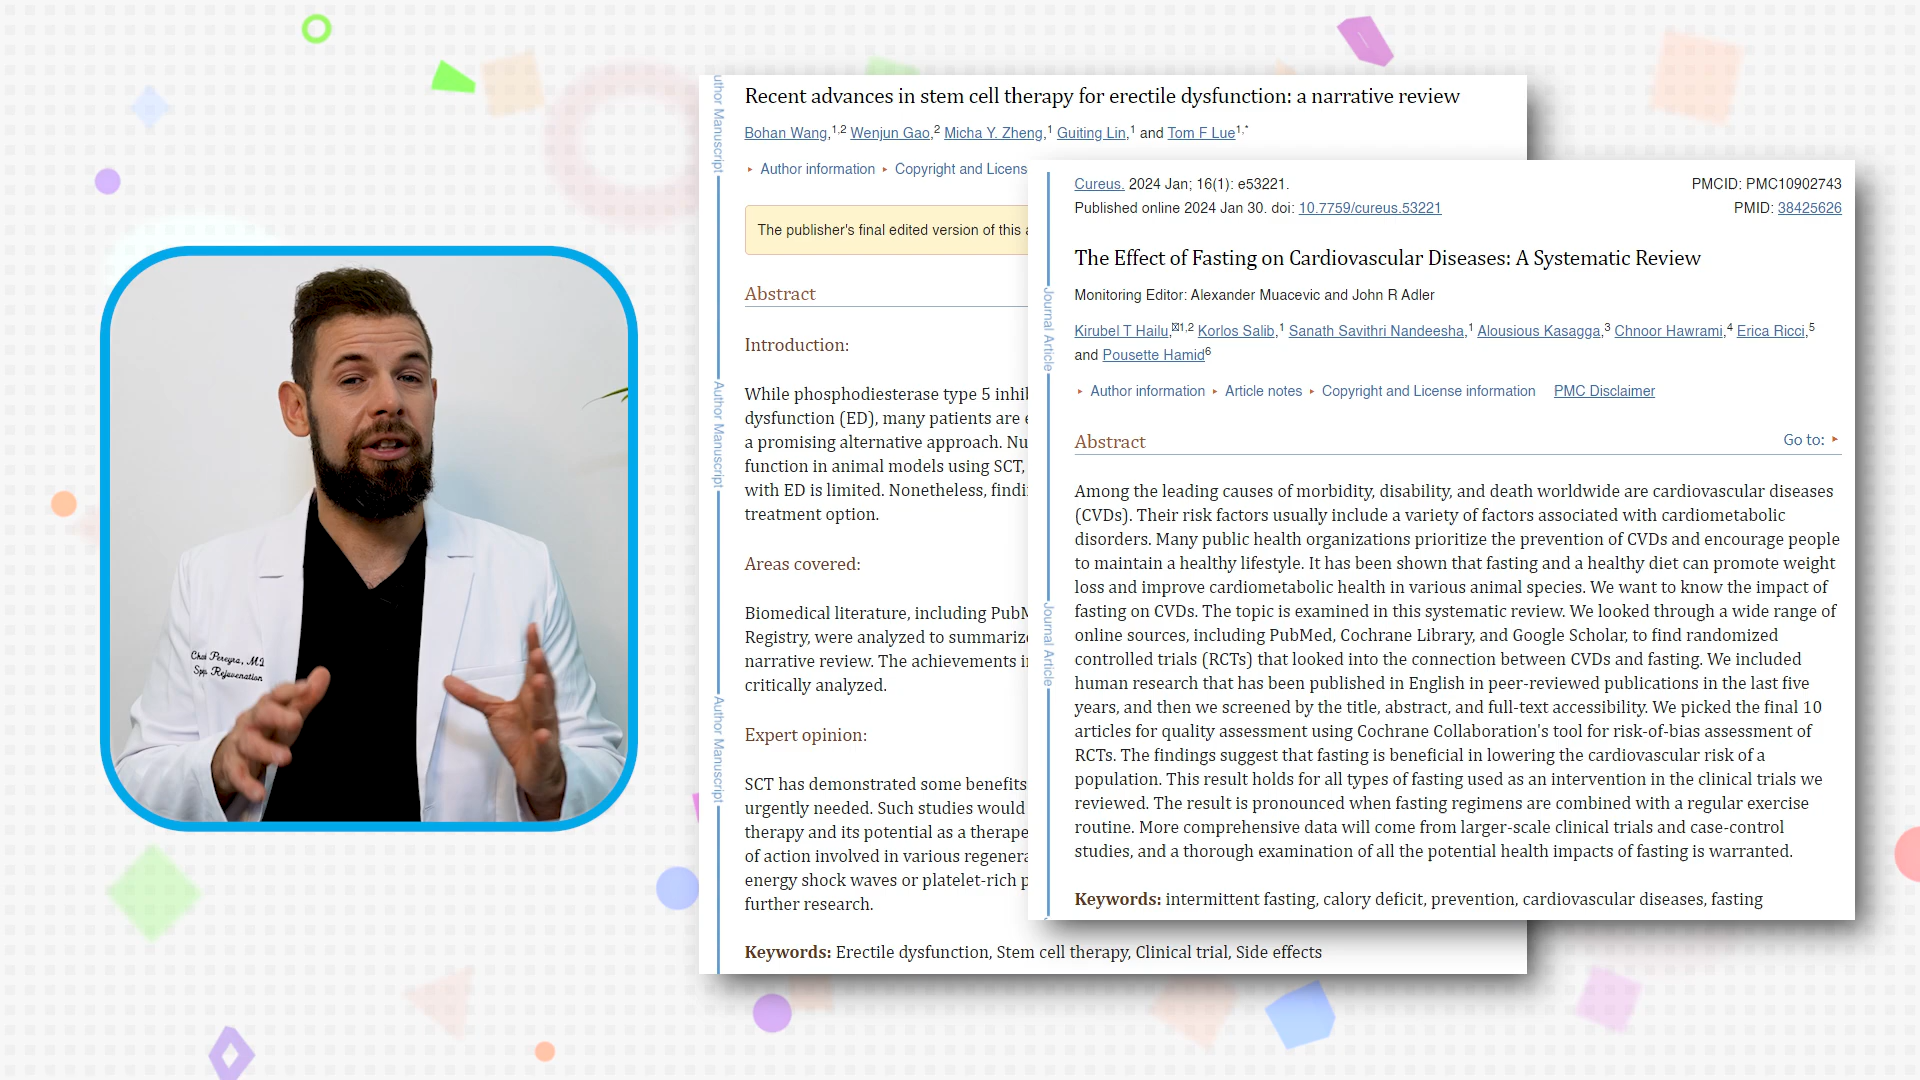 Chad Pereyra, MD
Spp Rejuvenation
uthor Manuscript
Author Manuscript
Author Manuscript
Recent advances in stem cell therapy for erectile dysfunction: a narrative review
Bohan Wang,1,2 Wenjun Gao,2 Micha Y. Zheng,1 Guiting Lin,1 and Tom F Lue1,*
▸ Author information ▸ Copyright and Licens
The publisher's final edited version of this a
Abstract
Introduction:
While phosphodiesterase type 5 inhib
dysfunction (ED), many patients are
a promising alternative approach. Nu
function in animal models using SCT,
with ED is limited. Nonetheless, findi
treatment option.
Areas covered:
Biomedical literature, including PubM
Registry, were analyzed to summariz
narrative review. The achievements i
critically analyzed.
Expert opinion:
SCT has demonstrated some benefits
urgently needed. Such studies would
therapy and its potential as a therape
of action involved in various regenera
energy shock waves or platelet-rich p
further research.
Keywords: Erectile dysfunction, Stem cell therapy, Clinical trial, Side effects
Journal Article
Journal Article
Cureus. 2024 Jan; 16(1): e53221.
PMCID: PMC10902743
Published online 2024 Jan 30. doi: 10.7759/cureus.53221
PMID: 38425626
The Effect of Fasting on Cardiovascular Diseases: A Systematic Review
Monitoring Editor: Alexander Muacevic and John R Adler
Kirubel T Hailu,☒1,2 Korlos Salib,1 Sanath Savithri Nandeesha,1 Alousious Kasagga,3 Chnoor Hawrami,4 Erica Ricci,5
and Pousette Hamid6
▸ Author information ▸ Article notes ▸ Copyright and License information PMC Disclaimer
Abstract
Go to: ▸
Among the leading causes of morbidity, disability, and death worldwide are cardiovascular diseases
(CVDs). Their risk factors usually include a variety of factors associated with cardiometabolic
disorders. Many public health organizations prioritize the prevention of CVDs and encourage people
to maintain a healthy lifestyle. It has been shown that fasting and a healthy diet can promote weight
loss and improve cardiometabolic health in various animal species. We want to know the impact of
fasting on CVDs. The topic is examined in this systematic review. We looked through a wide range of
online sources, including PubMed, Cochrane Library, and Google Scholar, to find randomized
controlled trials (RCTs) that looked into the connection between CVDs and fasting. We included
human research that has been published in English in peer-reviewed publications in the last five
years, and then we screened by the title, abstract, and full-text accessibility. We picked the final 10
articles for quality assessment using Cochrane Collaboration's tool for risk-of-bias assessment of
RCTs. The findings suggest that fasting is beneficial in lowering the cardiovascular risk of a
population. This result holds for all types of fasting used as an intervention in the clinical trials we
reviewed. The result is pronounced when fasting regimens are combined with a regular exercise
routine. More comprehensive data will come from larger-scale clinical trials and case-control
studies, and a thorough examination of all the potential health impacts of fasting is warranted.
Keywords: intermittent fasting, calory deficit, prevention, cardiovascular diseases, fasting